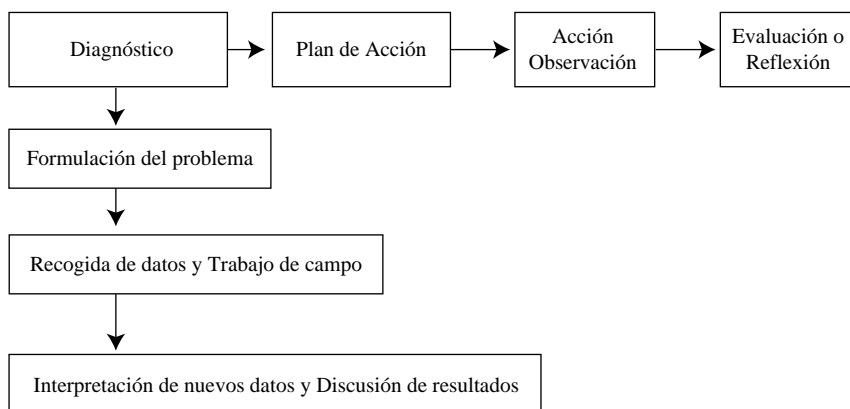 Diagnóstico
Plan de Acción
Acción
Observación
Evaluación o
Reflexión
Formulación del problema
Recogida de datos y Trabajo de campo
Interpretación de nuevos datos y Discusión de resultados